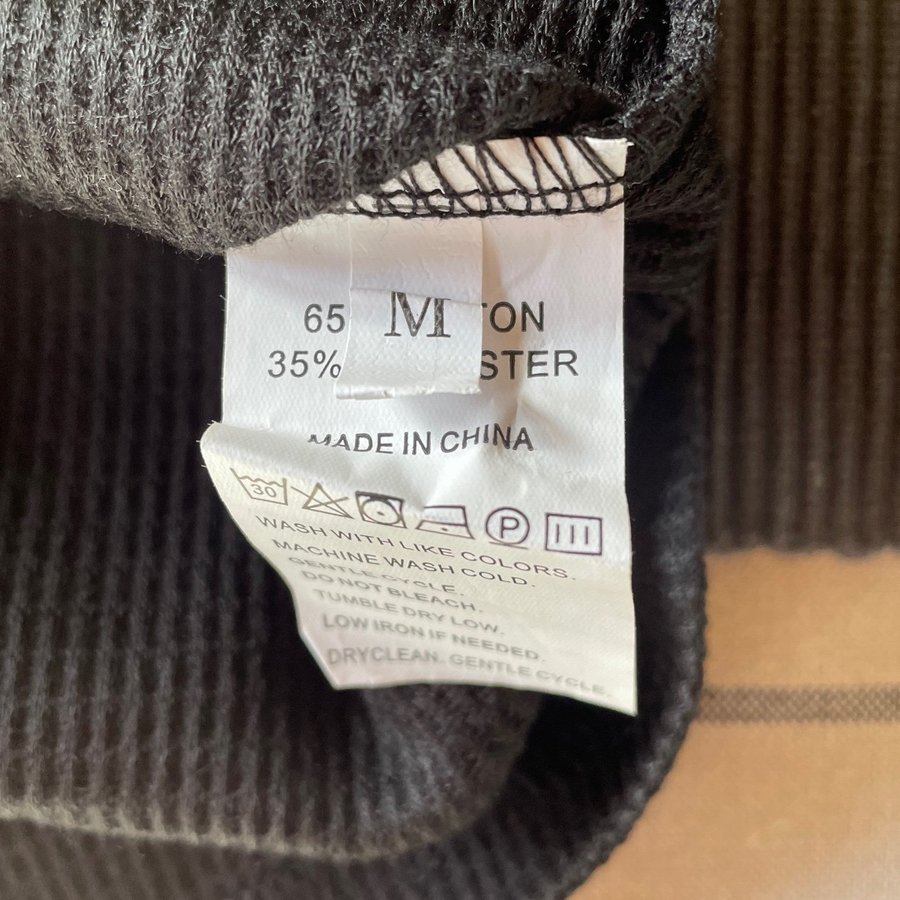 M
65 TON
35% STER
MADE IN CHINA
30 P
WASH WITH LIKE COLORS.
MACHINE WASH COLD.
GENTLE CYCLE.
DO NOT BLEACH.
TUMBLE DRY LOW.
LOW IRON IF NEEDED.
DRYCLEAN. GENTLE CYCLE.